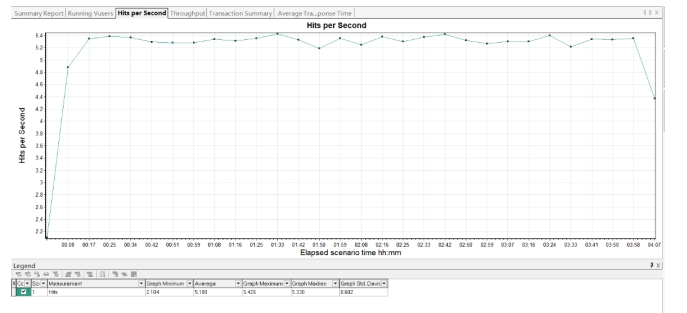 Summary Report Running Vusers Hits per Second Throughput Transaction Summary Average Tra...ponse Time
Hits per Second
5.4
5.2
5
4.8
4.6
4.4
4.2
4
3.8
3.6
3.4
3.2
3
2.8
2.6
2.4
2.2
Hits per Second
00:08 00:17 00:25 00:34 00:42 00:51 00:59 01:08 01:16 01:25 01:33 01:42 01:50 01:59 02:08 02:16 02:25 02:33 02:42 02:50 02:59 03:07 03:16 03:24 03:33 03:41 03:50 03:58 04:07
Elapsed scenario time hh:mm
Legend
Measurement Graph Minimum Average Graph Maximum Graph Median Graph Std. Deviat
1 Hits 2.104 5.426 5.330 0.602